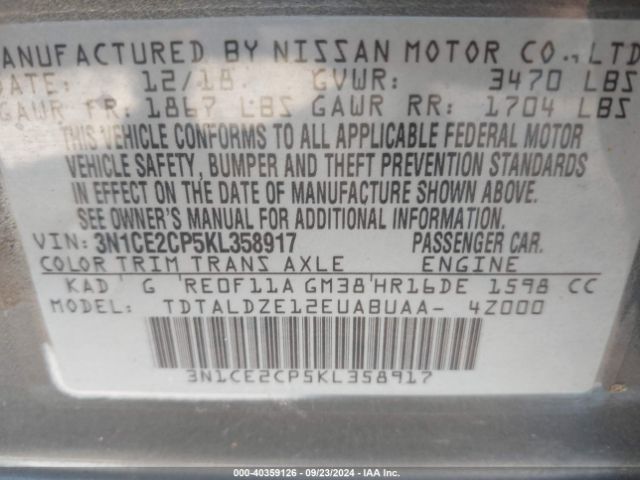 MANUFACTURED BY NISSAN MOTOR CO., LTD
DATE: 12/18 GVWR: 3470 LBS
GAWR FR: 1867 LBS GAWR RR: 1704 LBS
THIS VEHICLE CONFORMS TO ALL APPLICABLE FEDERAL MOTOR
VEHICLE SAFETY, BUMPER AND THEFT PREVENTION STANDARDS
IN EFFECT ON THE DATE OF MANUFACTURE SHOWN ABOVE.
SEE OWNER'S MANUAL FOR ADDITIONAL INFORMATION.
VIN: 3N1CE2CP5KL358917 PASSENGER CAR.
COLOR TRIM TRANS AXLE ENGINE
KAD G RE0F11A GM38 HR16DE 1598 CC
MODEL: TDTALDZE12EUABUAA- 4Z000
3N1CE2CP5KL358917
000-40359126 - 09/23/2024 - IAA Inc.